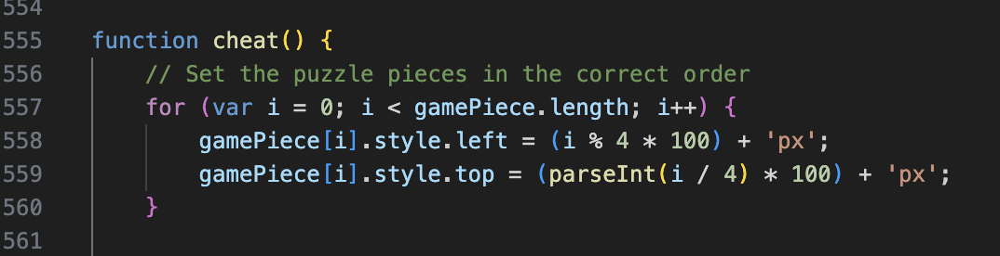 554
555 function cheat() {
556 // Set the puzzle pieces in the correct order
557 for (var i = 0; i < gamePiece.length; i++) {
558 gamePiece[i].style.left = (i % 4 * 100) + 'px';
559 gamePiece[i].style.top = (parseInt(i / 4) * 100) + 'px';
560 }
561